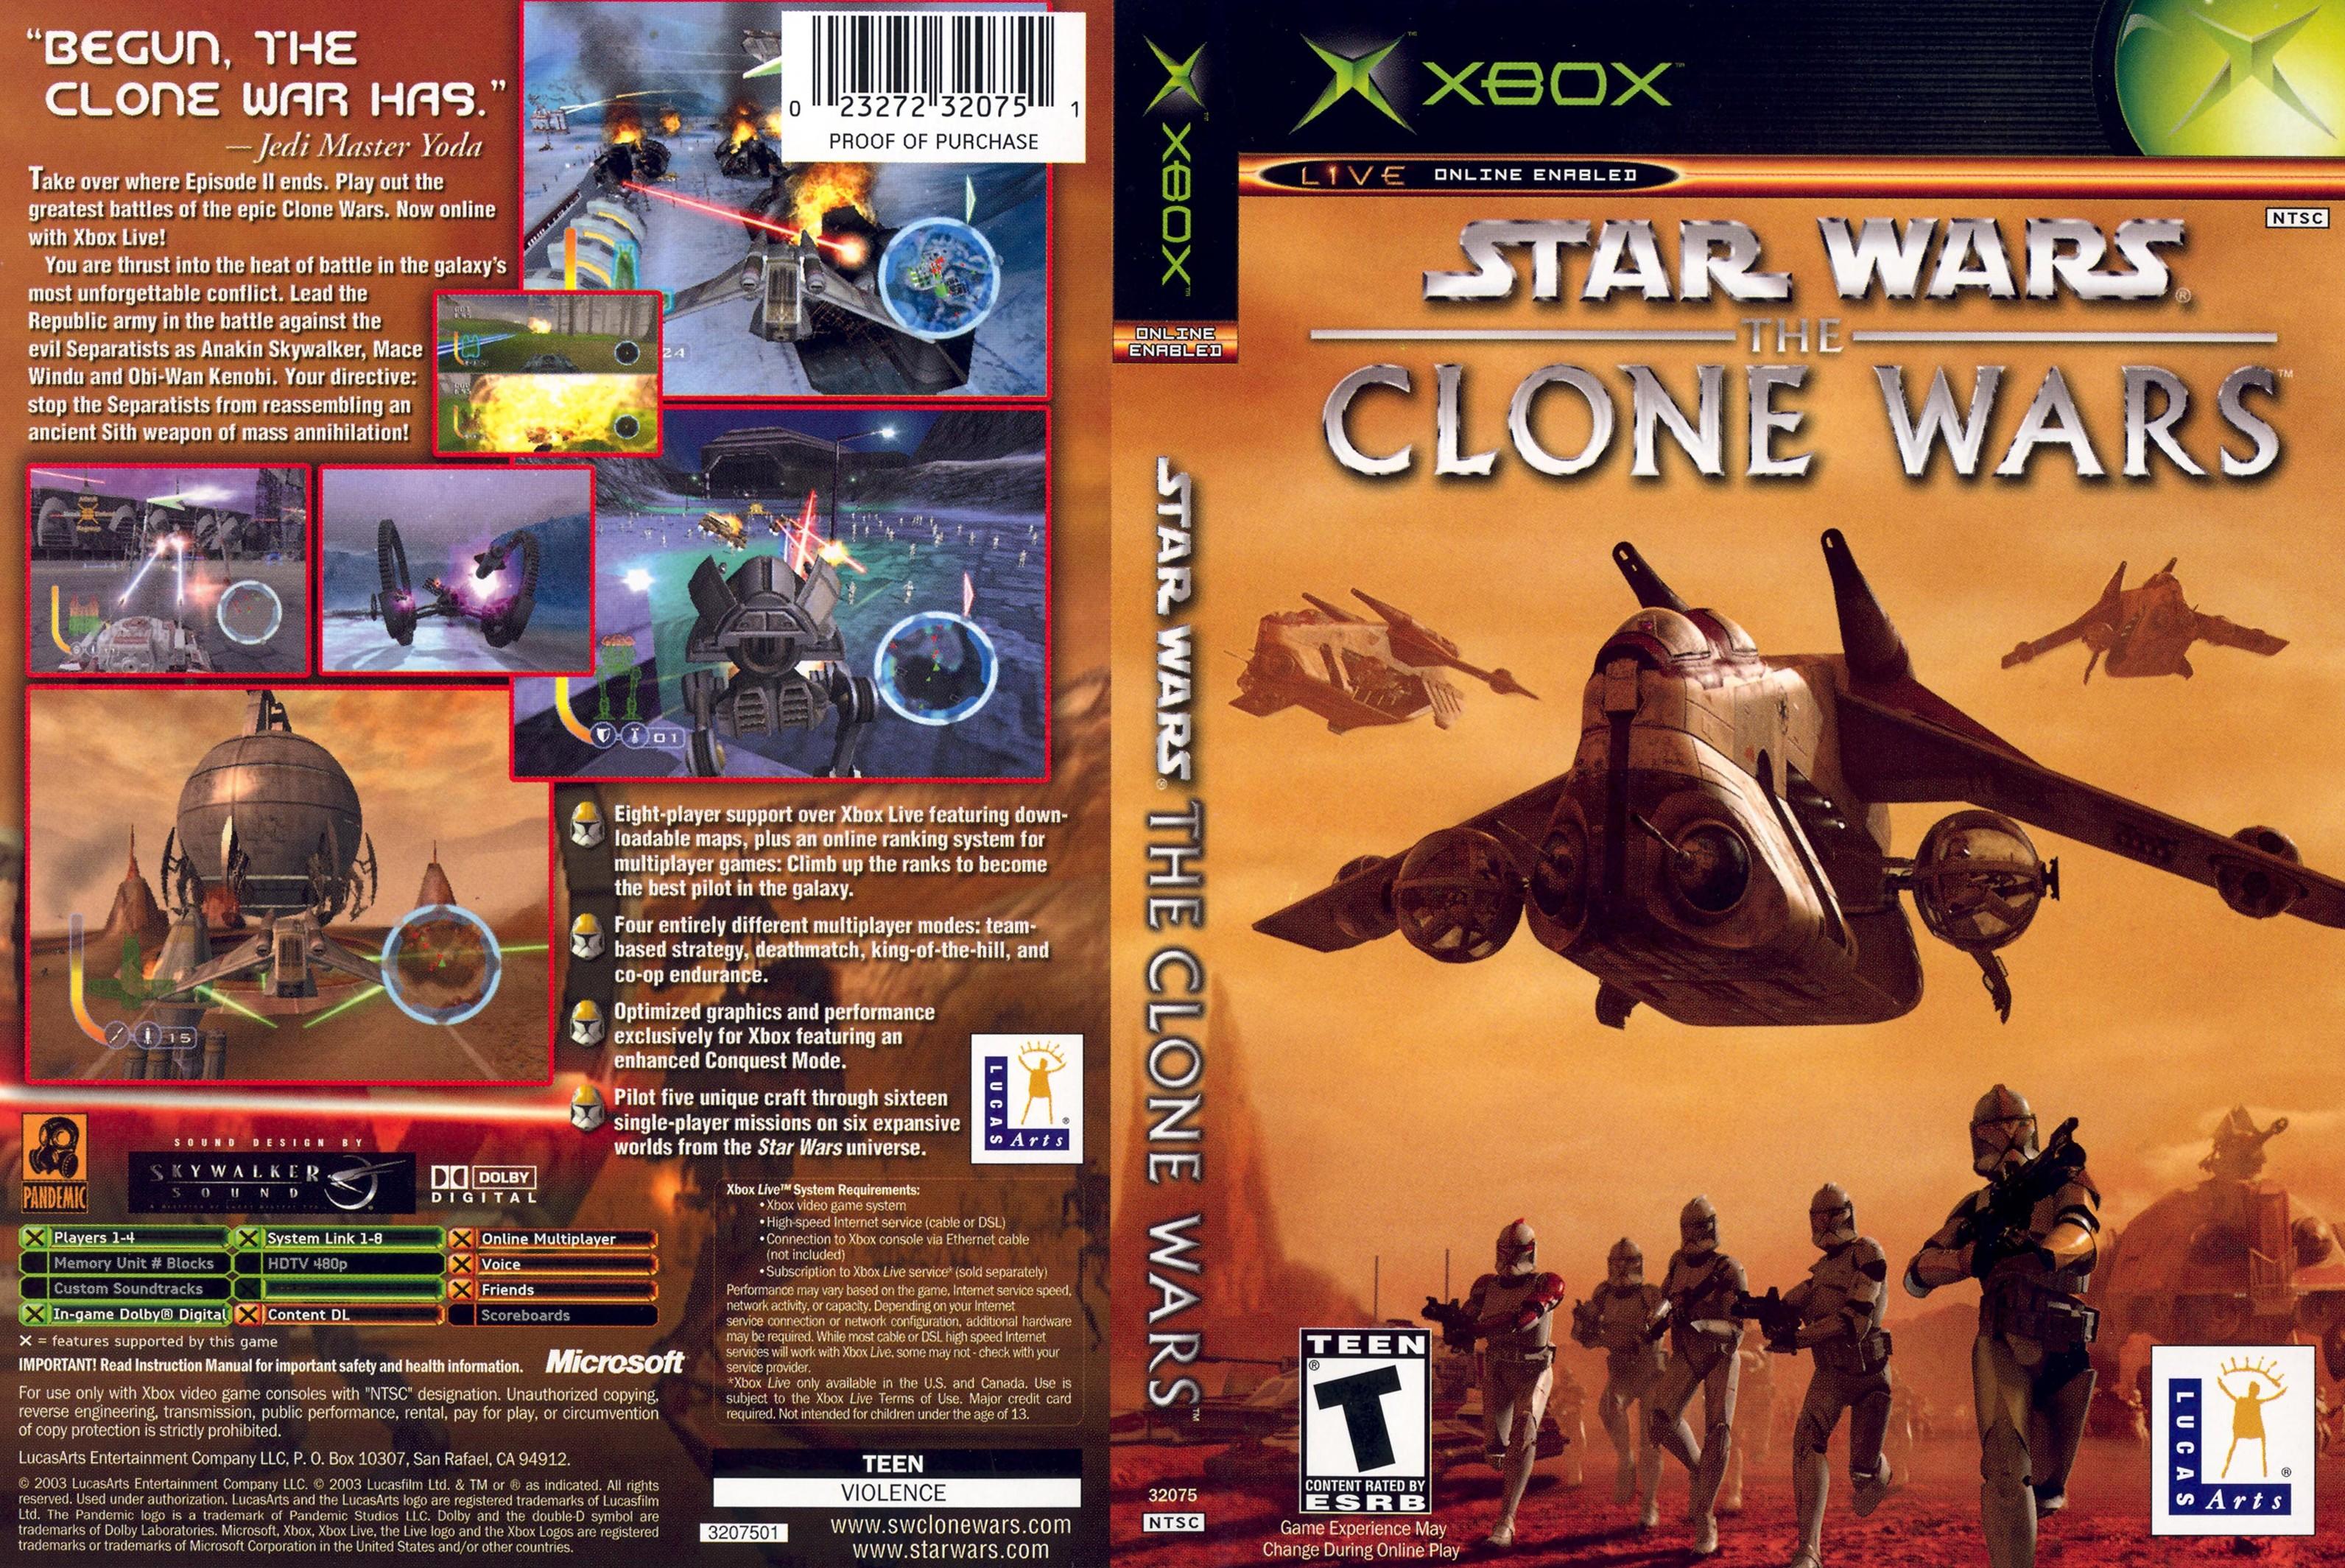 “BEGUN, THE
CLONE WAR HAS.”
—Jedi Master Yoda
Take over where Episode II ends. Play out the
greatest battles of the epic Clone Wars. Now online
with Xbox Live!
You are thrust into the heat of battle in the galaxy’s
most unforgettable conflict. Lead the
Republic army in the battle against the
evil Separatists as Anakin Skywalker, Mace
Windu and Obi-Wan Kenobi. Your directive:
stop the Separatists from reassembling an
ancient Sith weapon of mass annihilation!
0 23272 32075 1
PROOF OF PURCHASE
24
01
15
Eight-player support over Xbox Live featuring down-
loadable maps, plus an online ranking system for
multiplayer games: Climb up the ranks to become
the best pilot in the galaxy.
Four entirely different multiplayer modes: team-
based strategy, deathmatch, king-of-the-hill, and
co-op endurance.
Optimized graphics and performance
exclusively for Xbox featuring an
enhanced Conquest Mode.
Pilot five unique craft through sixteen
single-player missions on six expansive
worlds from the Star Wars universe.
LUCAS
Arts ®
PANDEMIC
SOUND DESIGN BY
SKYWALKER
SOUND
DOLBY
DIGITAL
Players 1-4
System Link 1-8
Online Multiplayer
Memory Unit # Blocks
HDTV 480p
Voice
Custom Soundtracks
Friends
In-game Dolby® Digital
Content DL
Scoreboards
X = features supported by this game
IMPORTANT! Read Instruction Manual for important safety and health information.
Microsoft
For use only with Xbox video game consoles with "NTSC" designation. Unauthorized copying,
reverse engineering, transmission, public performance, rental, pay for play, or circumvention
of copy protection is strictly prohibited.
LucasArts Entertainment Company LLC, P. O. Box 10307, San Rafael, CA 94912.
© 2003 LucasArts Entertainment Company LLC. © 2003 Lucasfilm Ltd. & TM or ® as indicated. All rights
reserved. Used under authorization. LucasArts and the LucasArts logo are registered trademarks of Lucasfilm
Ltd. The Pandemic logo is a trademark of Pandemic Studios LLC. Dolby and the double-D symbol are
trademarks of Dolby Laboratories. Microsoft, Xbox, Xbox Live, the Live logo and the Xbox Logos are registered
trademarks or trademarks of Microsoft Corporation in the United States and/or other countries.
Xbox Live™ System Requirements:
• Xbox video game system
• High-speed Internet service (cable or DSL)
• Connection to Xbox console via Ethernet cable
(not included)
• Subscription to Xbox Live service* (sold separately)
Performance may vary based on the game, Internet service speed,
network activity, or capacity. Depending on your Internet
service connection or network configuration, additional hardware
may be required. While most cable or DSL high speed Internet
services will work with Xbox Live, some may not - check with your
service provider.
*Xbox Live only available in the U.S. and Canada. Use is
subject to the Xbox Live Terms of Use. Major credit card
required. Not intended for children under the age of 13.
TEEN
VIOLENCE
3207501
www.swclonewars.com
www.starwars.com
XBOX™
ONLINE
ENABLED
STAR WARS® THE CLONE WARS™
32075
NTSC
XBOX™
LIVE ONLINE ENABLED
NTSC
STAR WARS®
THE
CLONE WARS™
TEEN
® T
CONTENT RATED BY
ESRB
Game Experience May
Change During Online Play
LUCAS
Arts ®